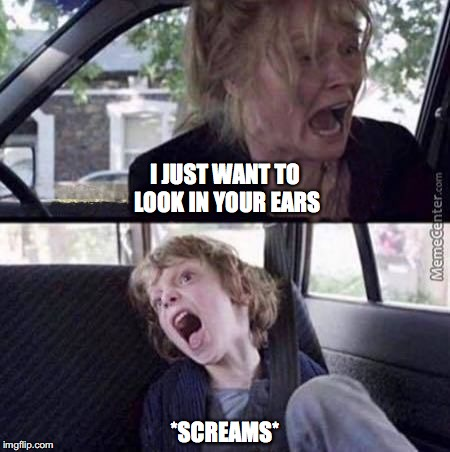 I JUST WANT TO
LOOK IN YOUR EARS
MemeCenter.com
*SCREAMS*
imgflip.com